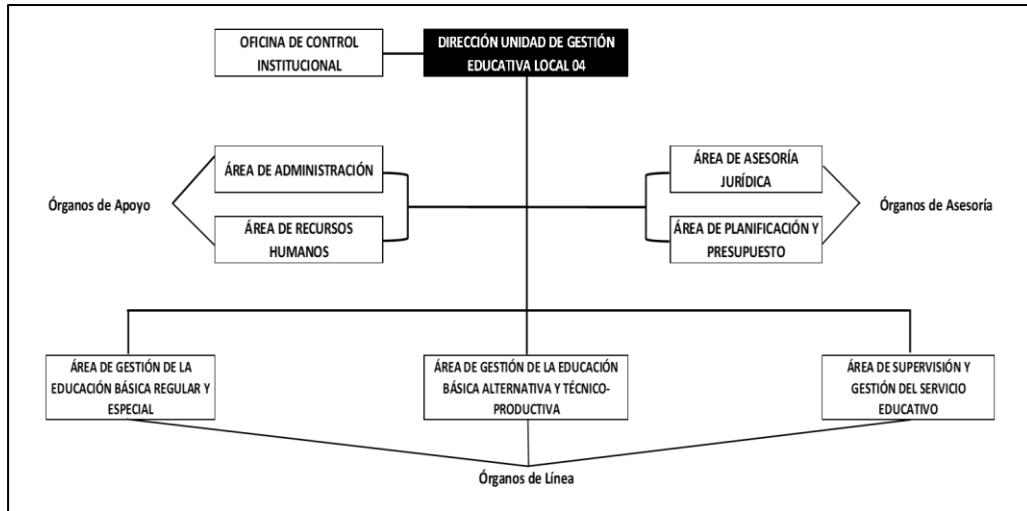 OFICINA DE CONTROL
INSTITUCIONAL
DIRECCIÓN UNIDAD DE GESTIÓN
EDUCATIVA LOCAL 04
Órganos de Apoyo
ÁREA DE ADMINISTRACIÓN
ÁREA DE RECURSOS
HUMANOS
ÁREA DE ASESORÍA
JURÍDICA
ÁREA DE PLANIFICACIÓN Y
PRESUPUESTO
Órganos de Asesoría
ÁREA DE GESTIÓN DE LA
EDUCACIÓN BÁSICA REGULAR Y
ESPECIAL
ÁREA DE GESTIÓN DE LA EDUCACIÓN
BÁSICA ALTERNATIVA Y TÉCNICO-
PRODUCTIVA
ÁREA DE SUPERVISIÓN Y
GESTIÓN DEL SERVICIO
EDUCATIVO
Órganos de Línea